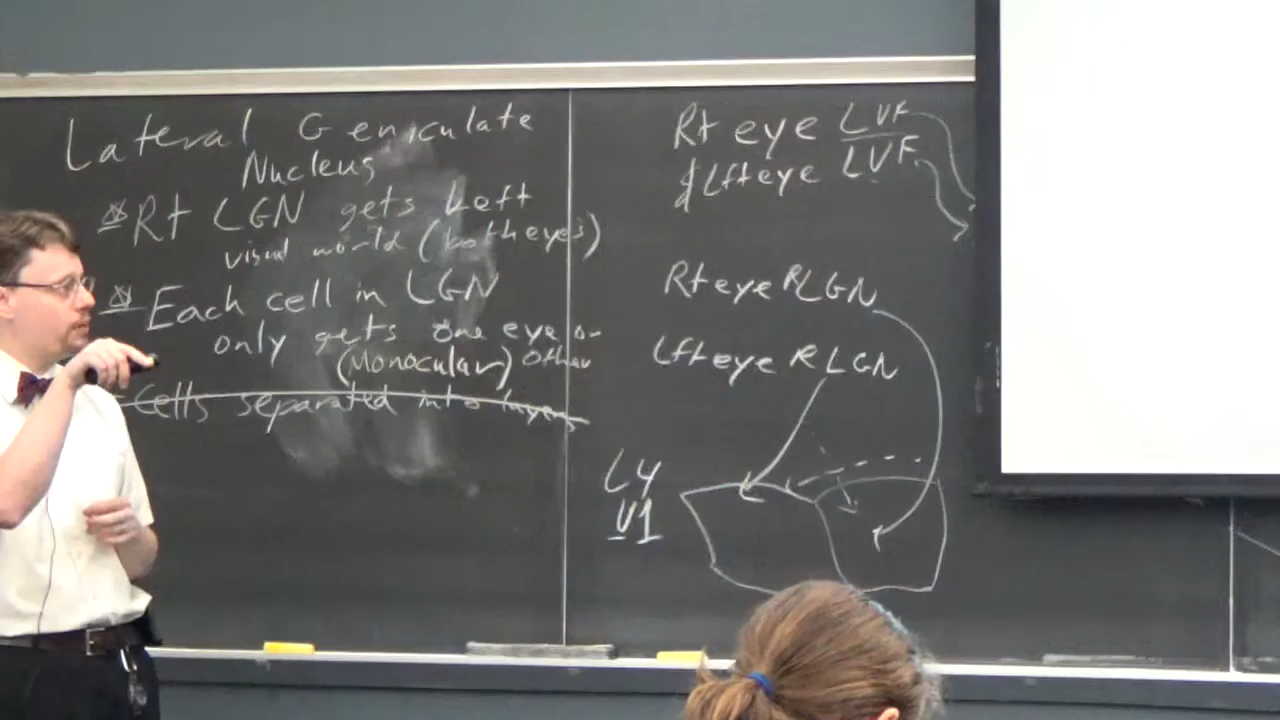 Lateral Geniculate
Nucleus
Rt LGN gets Left
visual world (both eyes)
Each cell in LGN
only gets one eye or
(Monocular) Other
Cells separated into layers
Rt eye LVF
& Lft eye LVF
Rt eye RLGN
Lft eye RLGN
L4
V1